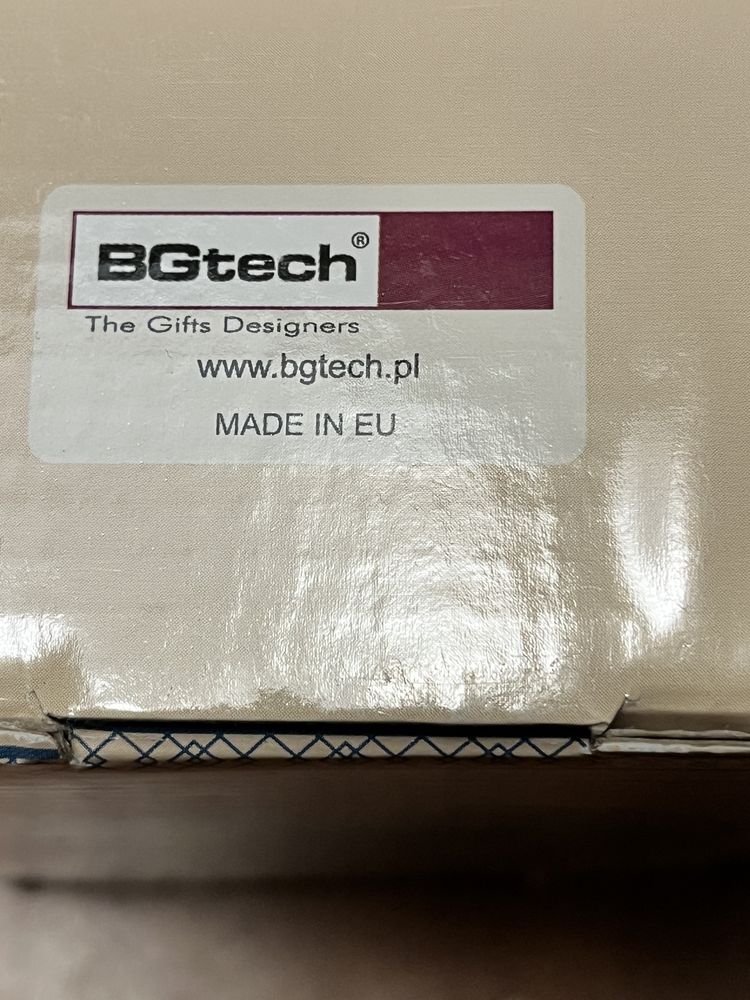 BGtech®
The Gifts Designers
www.bgtech.pl
MADE IN EU